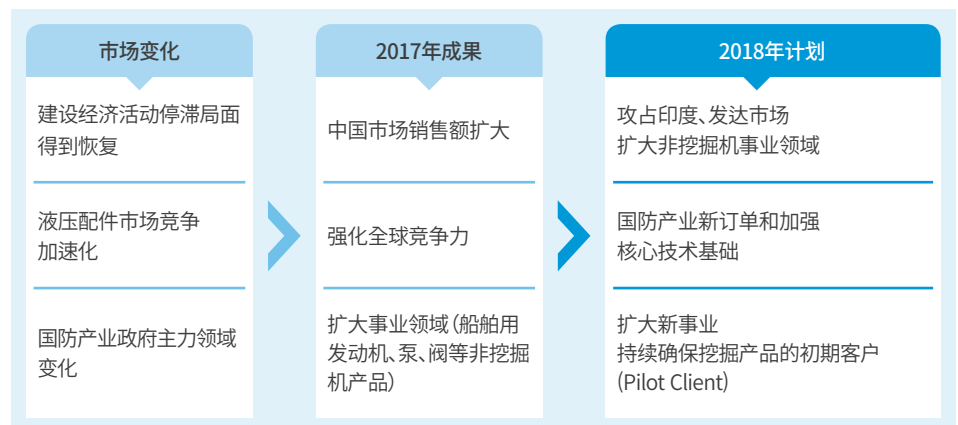 市场变化
建设经济活动停滞局面
得到恢复
液压配件市场竞争
加速化
国防产业政府主力领域
变化
2017年成果
中国市场销售额扩大
强化全球竞争力
扩大事业领域(船舶用
发动机、泵、阀等非挖掘
机产品)
2018年计划
攻占印度、发达市场
扩大非挖掘机事业领域
国防产业新订单和加强
核心技术基础
扩大新事业
持续确保挖掘产品的初期客户
(Pilot Client)